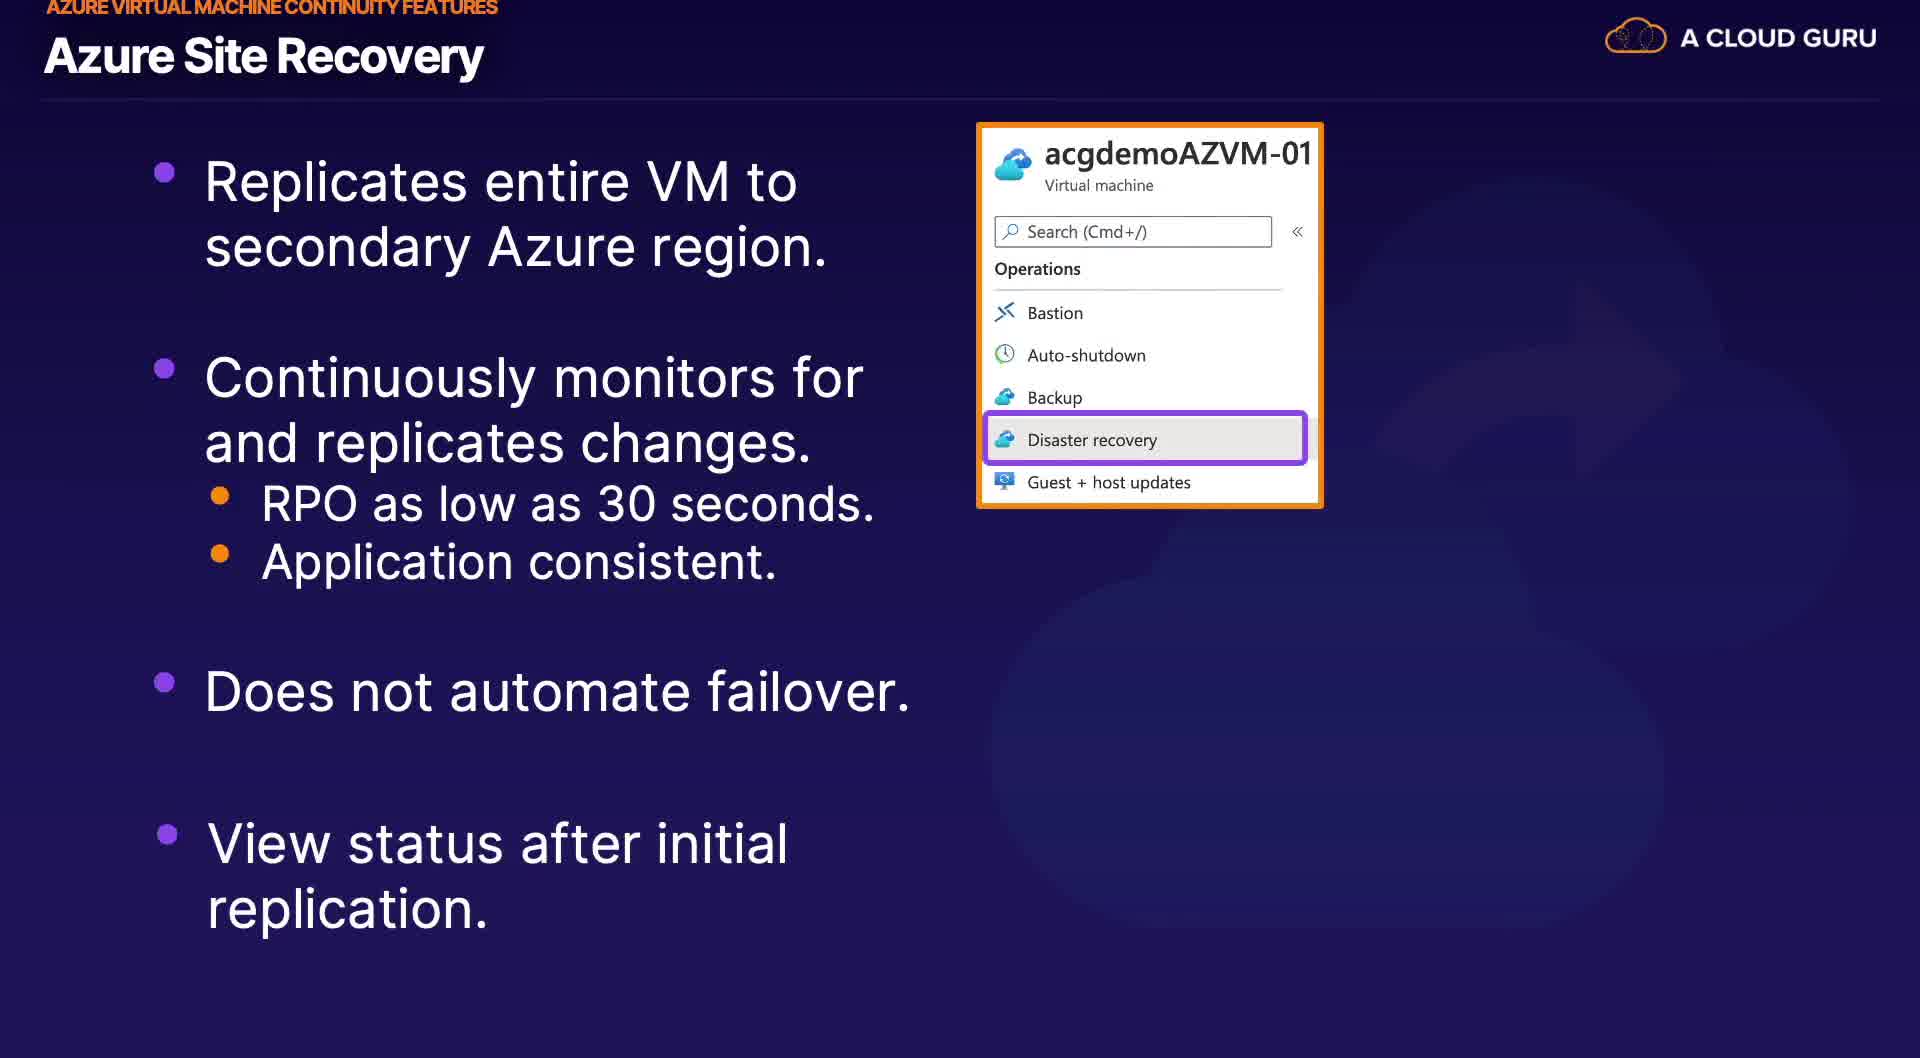 AZURE VIRTUAL MACHINE CONTINUITY FEATURES
Azure Site Recovery
A CLOUD GURU
Replicates entire VM to
secondary Azure region.
Continuously monitors for
and replicates changes.
RPO as low as 30 seconds.
Application consistent.
Does not automate failover.
View status after initial
replication.
acgdemoAZVM-01
Virtual machine
Search (Cmd+/)
«
Operations
Bastion
Auto-shutdown
Backup
Disaster recovery
Guest + host updates